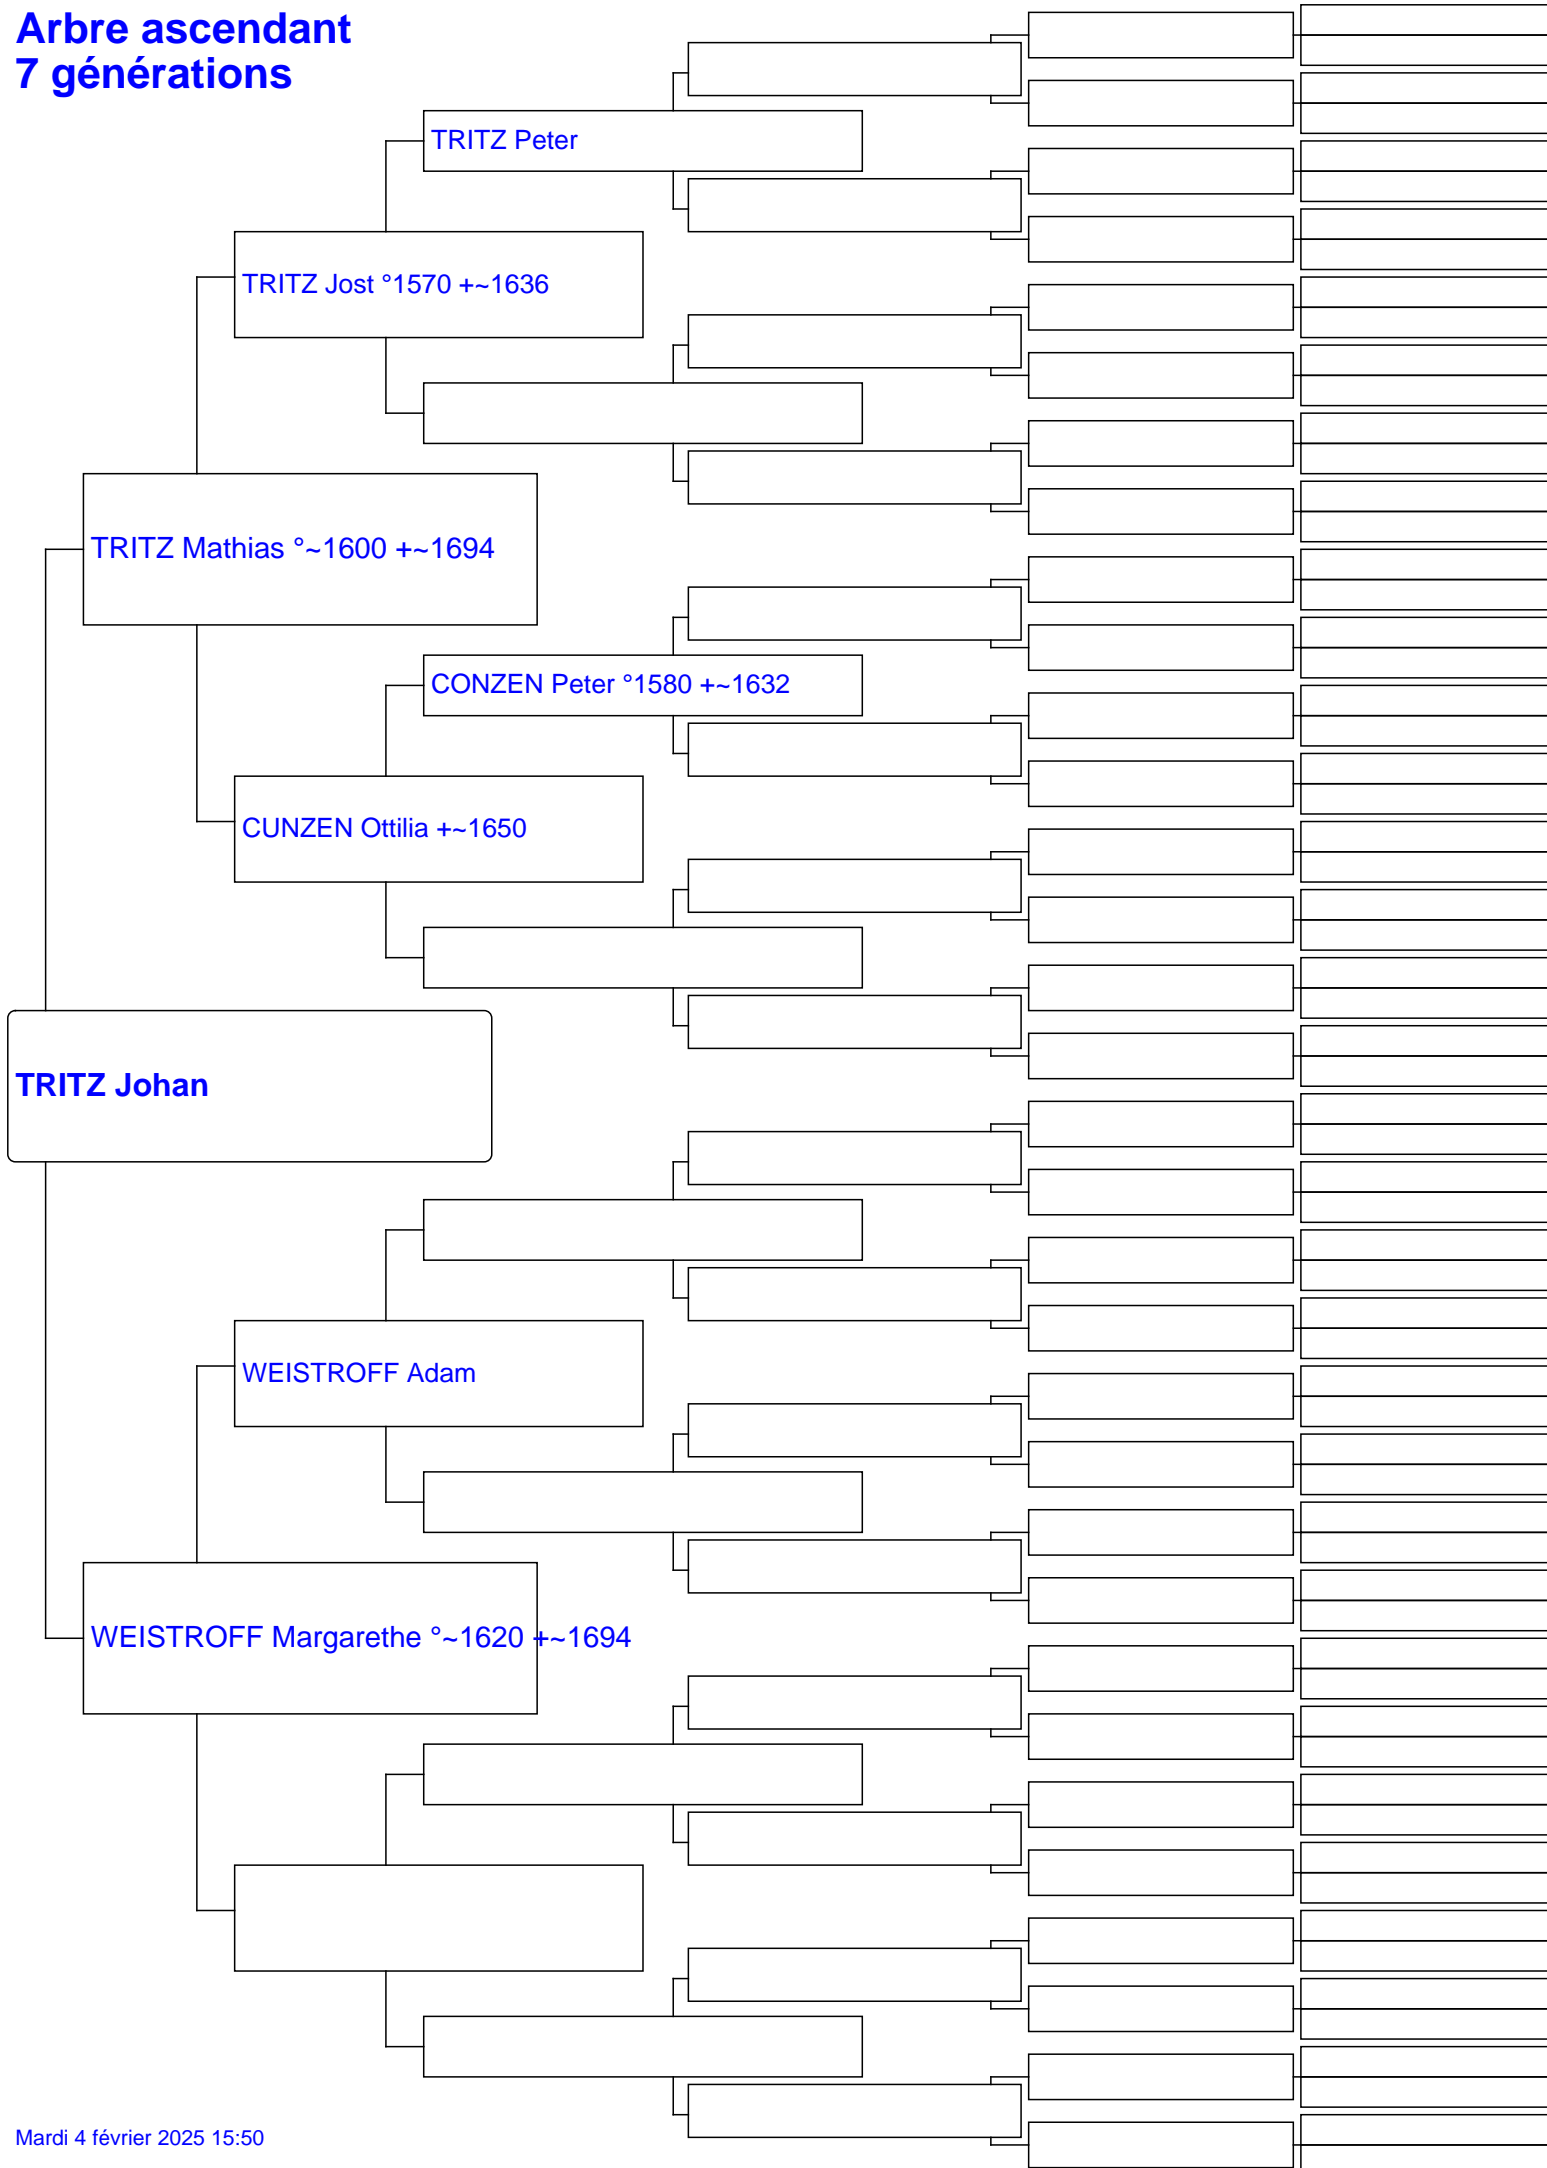 Arbre ascendant
7 générations
TRITZ Peter
TRITZ Jost °1570 +~1636
TRITZ Mathias °~1600 +~1694
CONZEN Peter °1580 +~1632
CUNZEN Ottilia +~1650
TRITZ Johan
WEISTROFF Adam
WEISTROFF Margarethe °~1620 +~1694
Mardi 4 février 2025 15:50